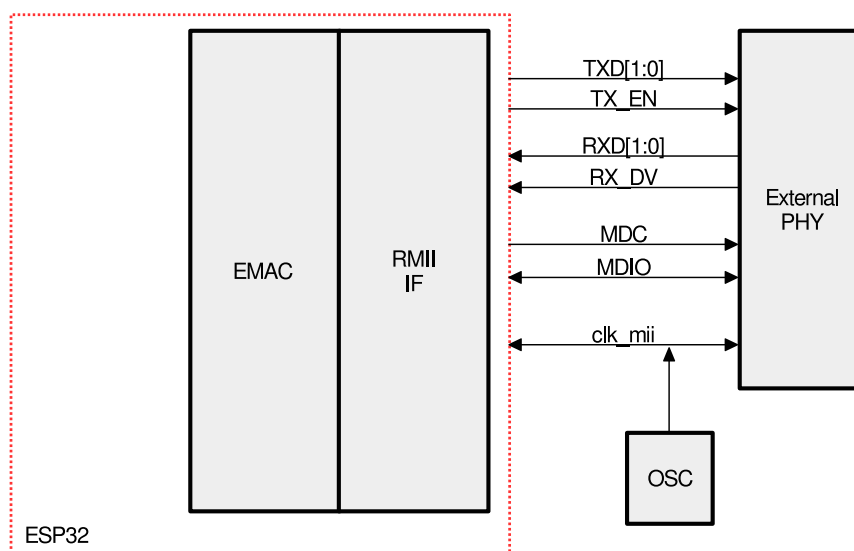 TXD[1:0]
TX_EN
RXD[1:0]
RX_DV
External
PHY
MDC
MDIO
EMAC
RMII
IF
clk_mii
OSC
ESP32